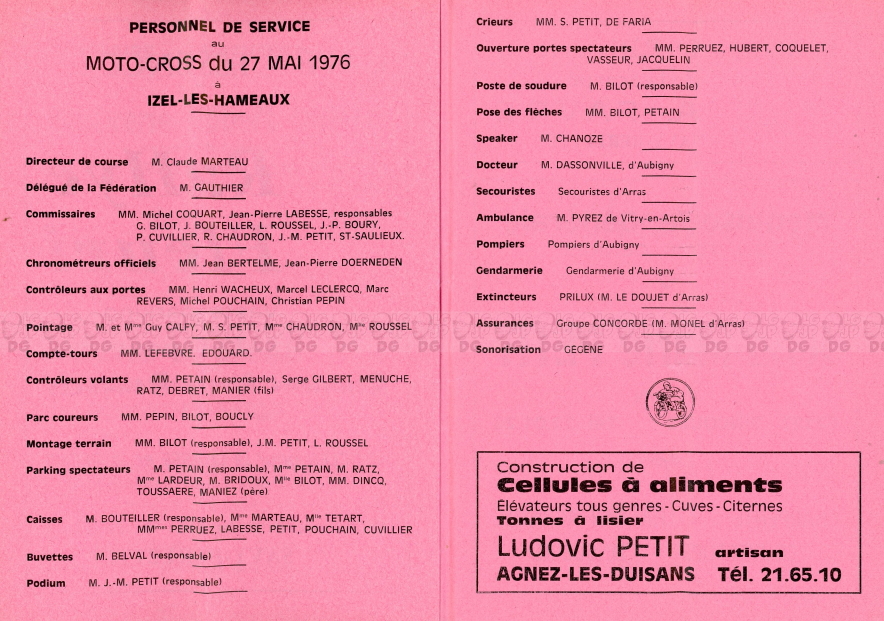 PERSONNEL DE SERVICE
au
MOTO-CROSS du 27 MAI 1976
à
IZEL-LES-HAMEAUX
Directeur de course M. Claude MARTEAU
Délégué de la Fédération M. GAUTHIER
Commissaires MM. Michel COQUART, Jean-Pierre LABESSE, responsables
G. BILOT, J. BOUTEILLER, L. ROUSSEL, J.-P. BOURY,
P. CUVILLIER, R. CHAUDRON, J.-M. PETIT, ST-SAULIEUX.
Chronométreurs officiels MM. Jean BERTELME, Jean-Pierre DOERNEDEN
Contrôleurs aux portes MM. Henri WACHEUX, Marcel LECLERCQ, Marc
REVERS, Michel POUCHAIN, Christian PEPIN
Pointage M. et Mme Guy CALFY, M. S. PETIT, Mme CHAUDRON, Mlle ROUSSEL
Compte-tours MM. LEFEBVRE. EDOUARD.
Contrôleurs volants MM. PETAIN (responsable), Serge GILBERT, MENUCHE,
RATZ, DEBRET, MANIER (fils)
Parc coureurs MM. PEPIN, BILOT, BOUCLY
Montage terrain MM. BILOT (responsable), J.M. PETIT, L. ROUSSEL
Parking spectateurs M. PETAIN (responsable), Mme PETAIN, M. RATZ,
Mme LARDEUR, M. BRIDOUX, Mlle BILOT, MM. DINCQ,
TOUSSAERE, MANIEZ (père)
Caisses M. BOUTEILLER (responsable), Mme MARTEAU, Mlle TETART,
MMmes PERRUEZ, LABESSE, PETIT, POUCHAIN, CUVILLIER
Buvettes M. BELVAL (responsable)
Podium M. J.-M. PETIT (responsable)
Crieurs MM. S. PETIT, DE FARIA
Ouverture portes spectateurs MM. PERRUEZ, HUBERT, COQUELET,
VASSEUR, JACQUELIN
Poste de soudure M. BILOT (responsable)
Pose des flèches MM. BILOT, PETAIN
Speaker M. CHANOZE
Docteur M. DASSONVILLE, d'Aubigny
Secouristes Secouristes d'Arras
Ambulance M. PYREZ de Vitry-en-Artois
Pompiers Pompiers d'Aubigny
Gendarmerie Gendarmerie d'Aubigny
Extincteurs PRILUX (M. LE DOUJET d'Arras)
Assurances Groupe CONCORDE (M. MONEL d'Arras)
Sonorisation GEGENE
Construction de
Cellules à aliments
Elévateurs tous genres - Cuves - Citernes
Tonnes à lisier
Ludovic PETIT artisan
AGNEZ-LES-DUISANS Tél. 21.65.10